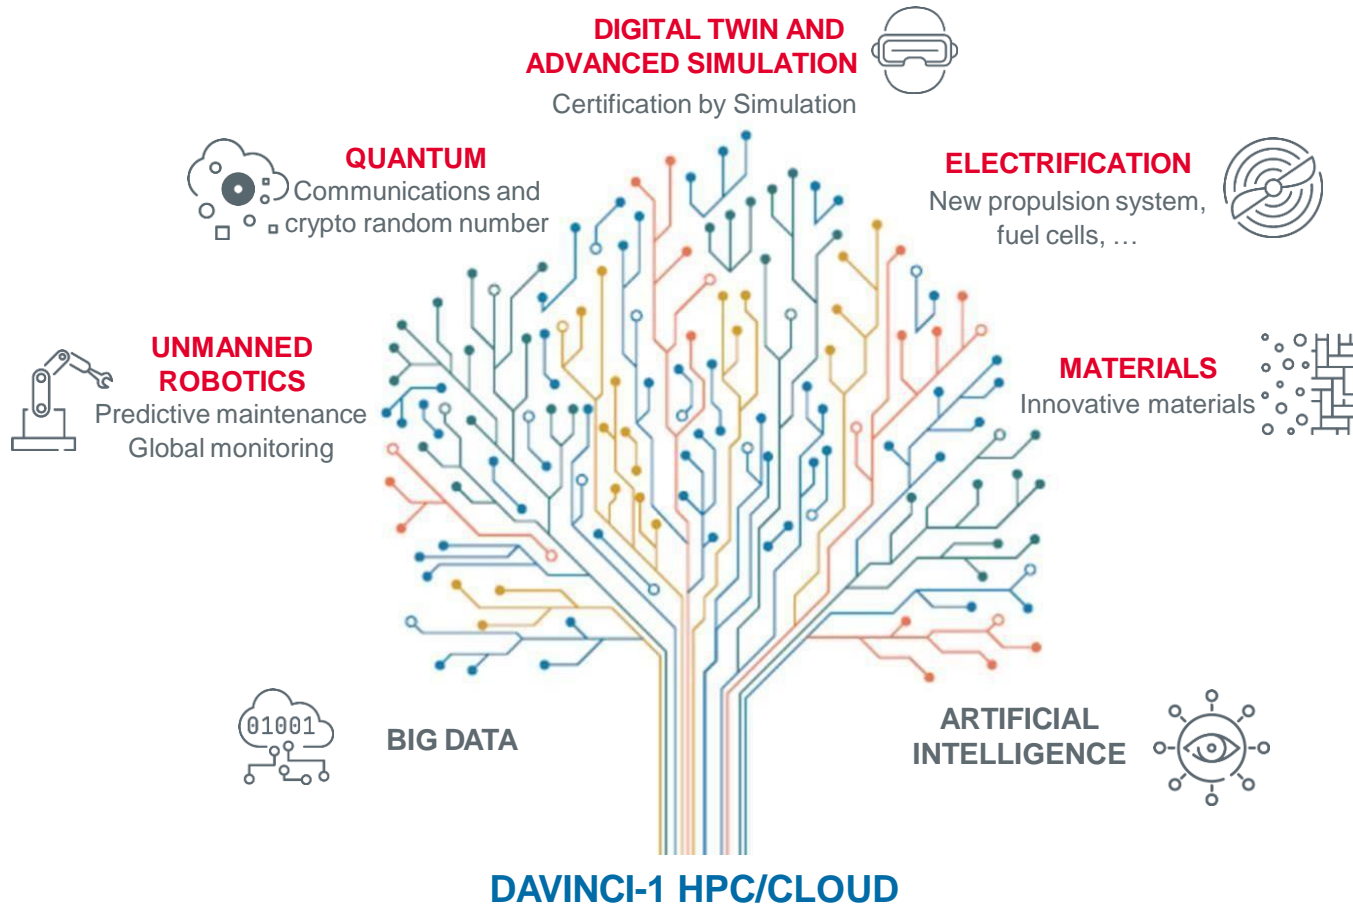 DIGITAL TWIN AND
ADVANCED SIMULATION
Certification by Simulation
QUANTUM
Communications and
crypto random number
ELECTRIFICATION
New propulsion system,
fuel cells, …
UNMANNED
ROBOTICS
Predictive maintenance
Global monitoring
MATERIALS
Innovative materials
01001
BIG DATA
ARTIFICIAL
INTELLIGENCE
DAVINCI-1 HPC/CLOUD